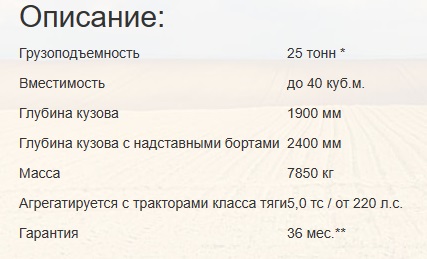 Описание:
Грузоподъемность 25 тонн *
Вместимость до 40 куб.м.
Глубина кузова 1900 мм
Глубина кузова с надставными бортами 2400 мм
Масса 7850 кг
Агрегатируется с тракторами класса тяги5,0 тс / от 220 л.с.
Гарантия 36 мес.**